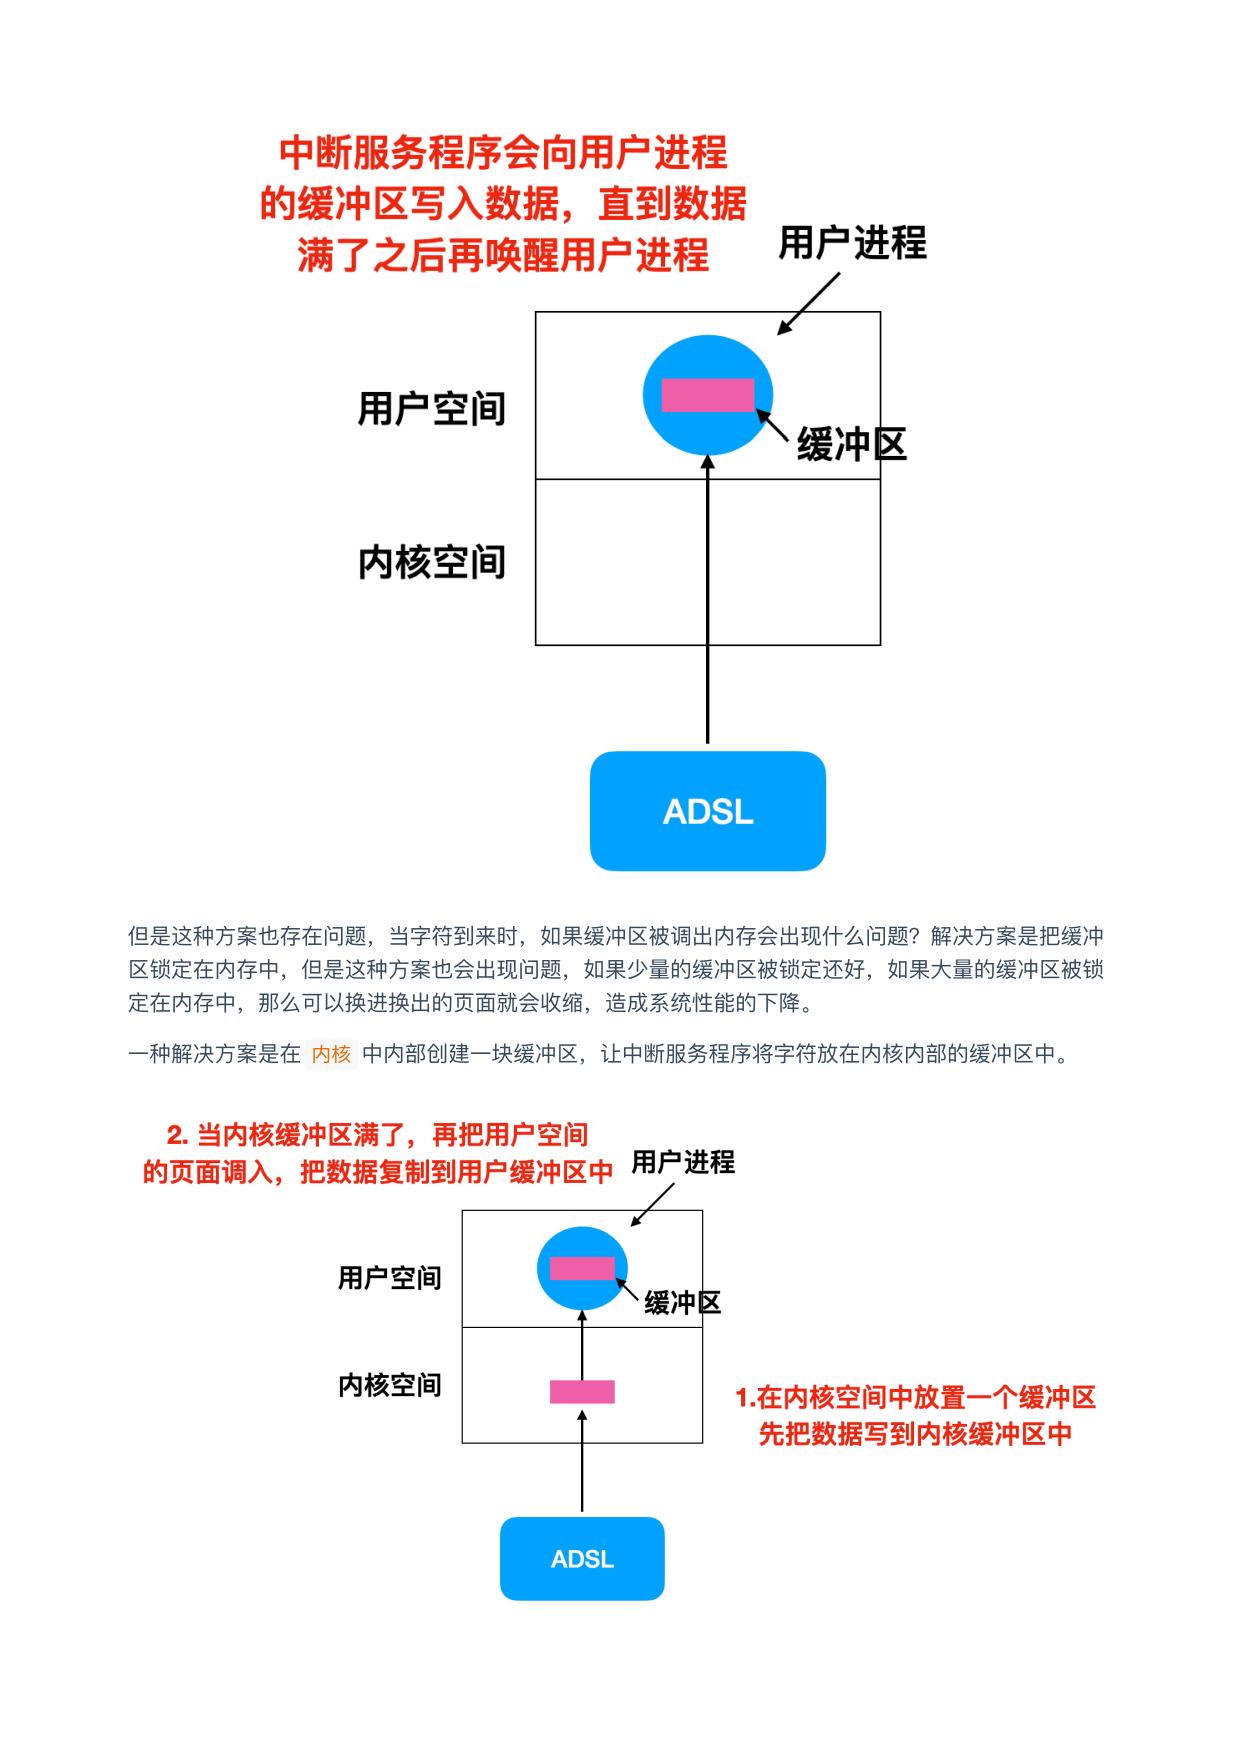 中断服务程序会向用户进程
的缓冲区写入数据，直到数据
满了之后再唤醒用户进程
用户进程
用户空间
缓冲区
内核空间
ADSL
但是这种方案也存在问题，当字符到来时，如果缓冲区被调出内存会出现什么问题？解决方案是把缓冲
区锁定在内存中，但是这种方案也会出现问题，如果少量的缓冲区被锁定还好，如果大量的缓冲区被锁
定在内存中，那么可以换进换出的页面就会收缩，造成系统性能的下降。
一种解决方案是在 内核 中内部创建一块缓冲区，让中断服务程序将字符放在内核内部的缓冲区中。
2. 当内核缓冲区满了，再把用户空间
的页面调入，把数据复制到用户缓冲区中
用户进程
用户空间
缓冲区
内核空间
1.在内核空间中放置一个缓冲区
先把数据写到内核缓冲区中
ADSL